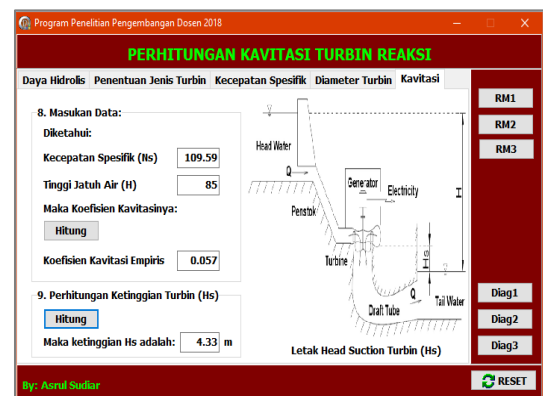 Program Penelitian Pengembangan Dosen 2018
PERHITUNGAN KAVITASI TURBIN REAKSI
Daya Hidrolis Penentuan Jenis Turbin Kecepatan Spesifik Diameter Turbin Kavitasi
8. Masukan Data:
Diketahui:
Kecepatan Spesifik (Ns) 109.59
Tinggi Jatuh Air (H) 85
Maka Koefisien Kavitasinya:
Hitung
Koefisien Kavitasi Empiris 0.057
9. Perhitungan Ketinggian Turbin (Hs)
Hitung
Maka ketinggian Hs adalah: 4.33 m
Head Water
Q
Generator
Electricity
H
Penstok
Turbine
Hs
Q
Tail Water
Draft Tube
Letak Head Suction Turbin (Hs)
RM1
RM2
RM3
Diag1
Diag2
Diag3
By: Asrul Sudiar
RESET